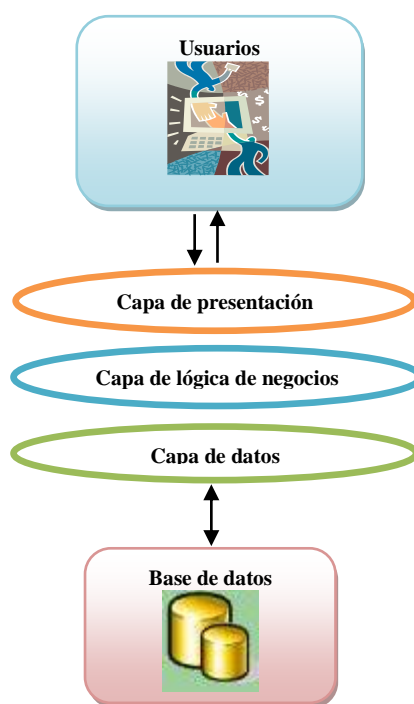 Usuarios
Capa de presentación
Capa de lógica de negocios
Capa de datos
Base de datos